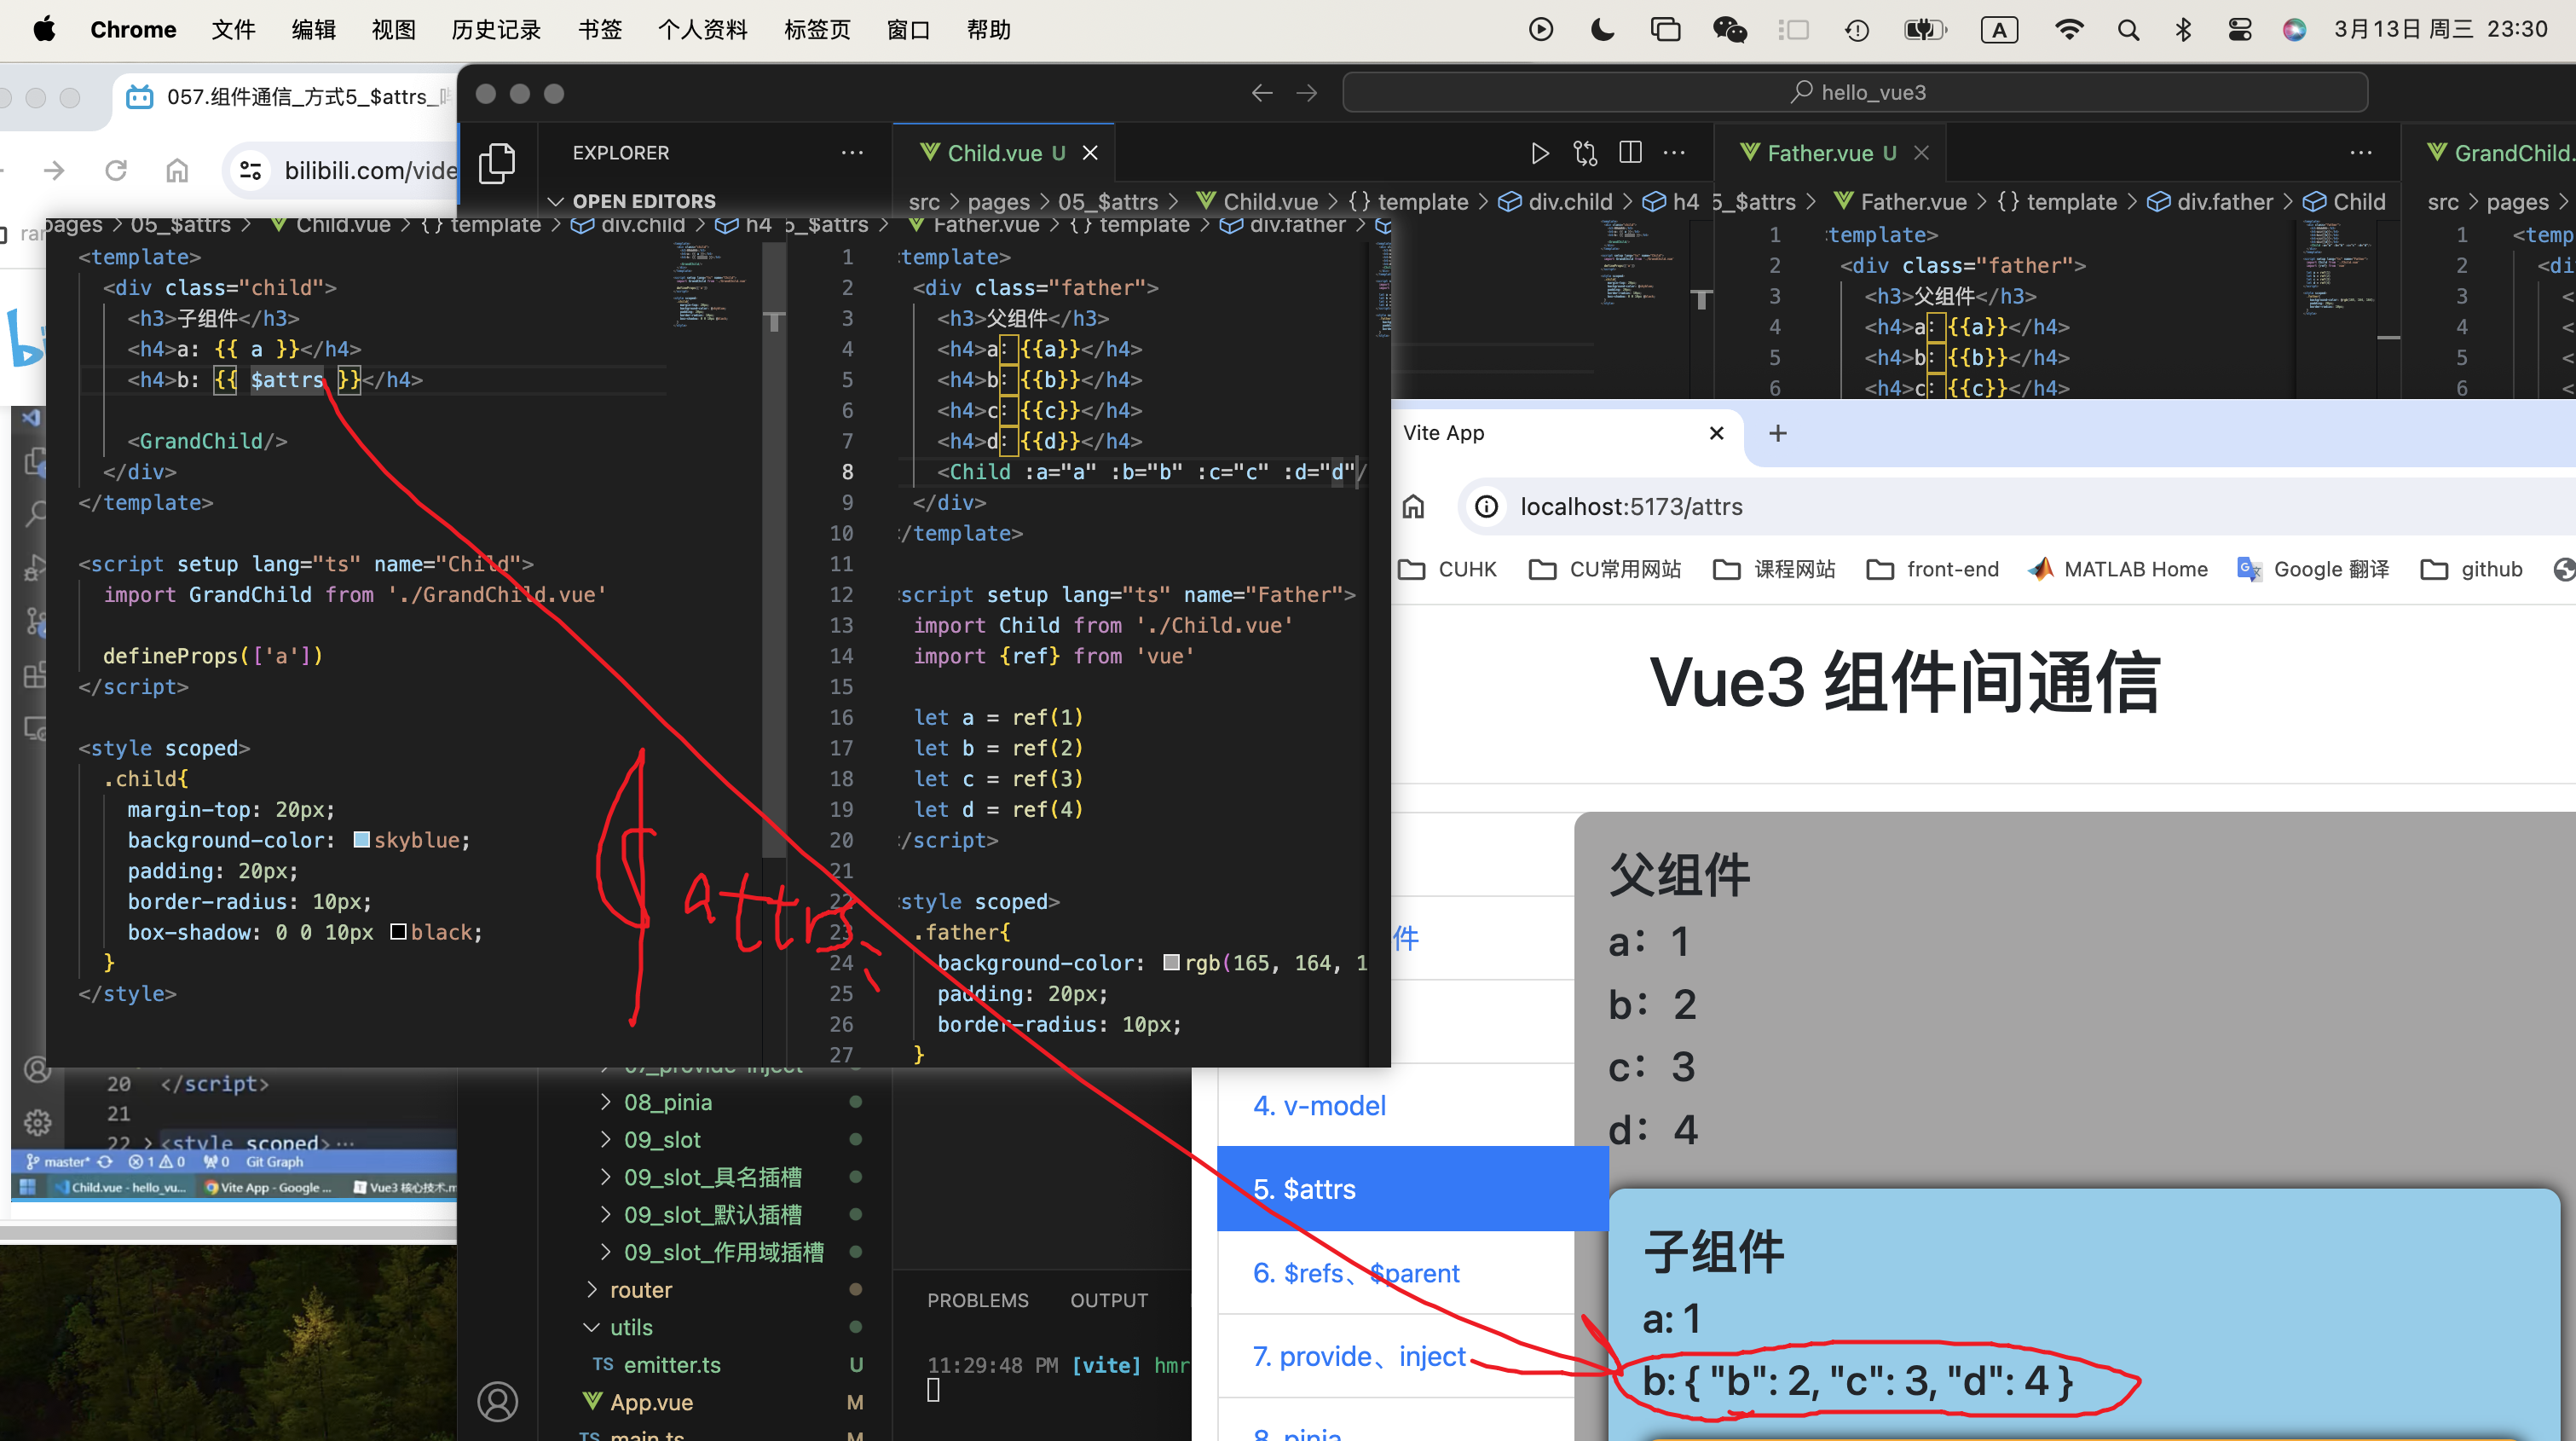 Chrome 文件 编辑 视图 历史记录 书签 个人资料 标签页 窗口 帮助
A 3月13日 周三 23:30
057.组件通信_方式5_$attrs_
bilibili.com/vide
hello_vue3
EXPLORER
OPEN EDITORS
Child.vue U
Father.vue U
GrandChild.
src > pages > 05_$attrs > Child.vue > {} template > div.child > h4
5_$attrs > Father.vue > {} template > div.father > Child
src > pages >
pages > 05_$attrs > Child.vue > {} template > div.child > h4
<template>
<div class="child">
<h3>子组件</h3>
<h4>a: {{ a }}</h4>
<h4>b: {{ $attrs }}</h4>
<GrandChild/>
</div>
</template>
<script setup lang="ts" name="Child">
import GrandChild from './GrandChild.vue'
defineProps(['a'])
</script>
<style scoped>
.child{
margin-top: 20px;
background-color: skyblue;
padding: 20px;
border-radius: 10px;
box-shadow: 0 0 10px black;
}
</style>
$ attrs:
5_$attrs > Father.vue > {} template > div.father >
1 template>
2 <div class="father">
3 <h3>父组件</h3>
4 <h4>a：{{a}}</h4>
5 <h4>b：{{b}}</h4>
6 <h4>c：{{c}}</h4>
7 <h4>d：{{d}}</h4>
8 <Child :a="a" :b="b" :c="c" :d="d"/
9 </div>
10 /template>
11
12 script setup lang="ts" name="Father">
13 import Child from './Child.vue'
14 import {ref} from 'vue'
15
16 let a = ref(1)
17 let b = ref(2)
18 let c = ref(3)
19 let d = ref(4)
20 /script>
21
22 style scoped>
23 .father{
24 background-color: rgb(165, 164, 1
25 padding: 20px;
26 border-radius: 10px;
27 }
1 template>
2 <div class="father">
3 <h3>父组件</h3>
4 <h4>a：{{a}}</h4>
5 <h4>b：{{b}}</h4>
6 <h4>c：{{c}}</h4>
1 <temp
2 <di
3 <
4 <
5 <
6 <
20 </script>
21
22 <style scoped>
master* 1 0 0 Git Graph
Child.vue - hello_vu... Vite App - Google ... Vue3 核心技术.m
07_provide-inject
08_pinia
09_slot
09_slot_具名插槽
09_slot_默认插槽
09_slot_作用域插槽
router
utils
TS emitter.ts U
App.vue M
TS main.ts M
PROBLEMS OUTPUT
11:29:48 PM [vite] hmr
Vite App
localhost:5173/attrs
CUHK CU常用网站 课程网站 front-end MATLAB Home Google 翻译 github
Vue3 组件间通信
件
4. v-model
5. $attrs
6. $refs、$parent
7. provide、inject
8. pinia
父组件
a：1
b：2
c：3
d：4
子组件
a: 1
b: { "b": 2, "c": 3, "d": 4 }